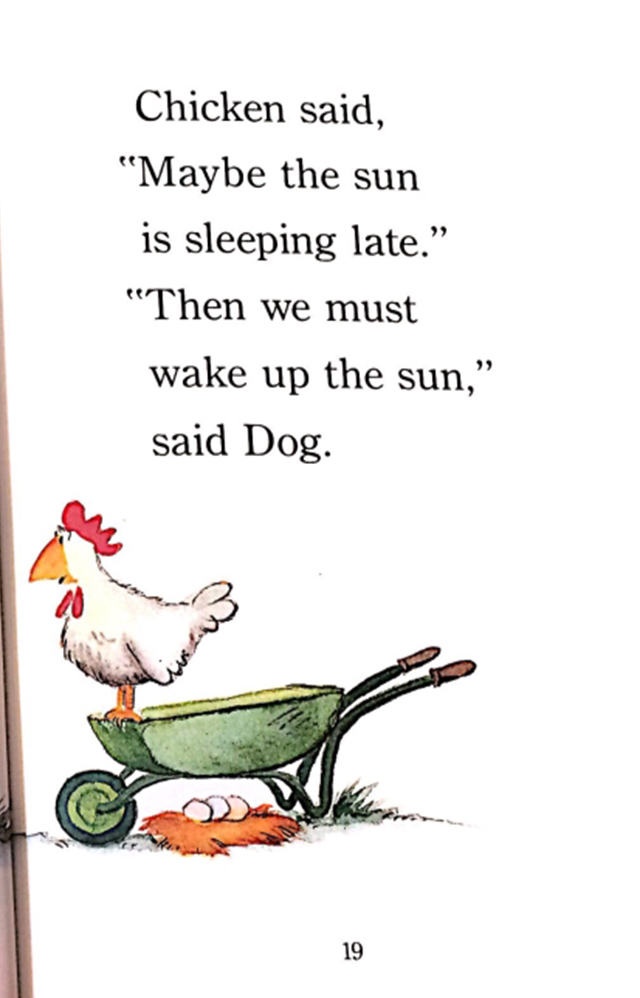 Chicken said,
“Maybe the sun
is sleeping late.”
“Then we must
wake up the sun,”
said Dog.
19